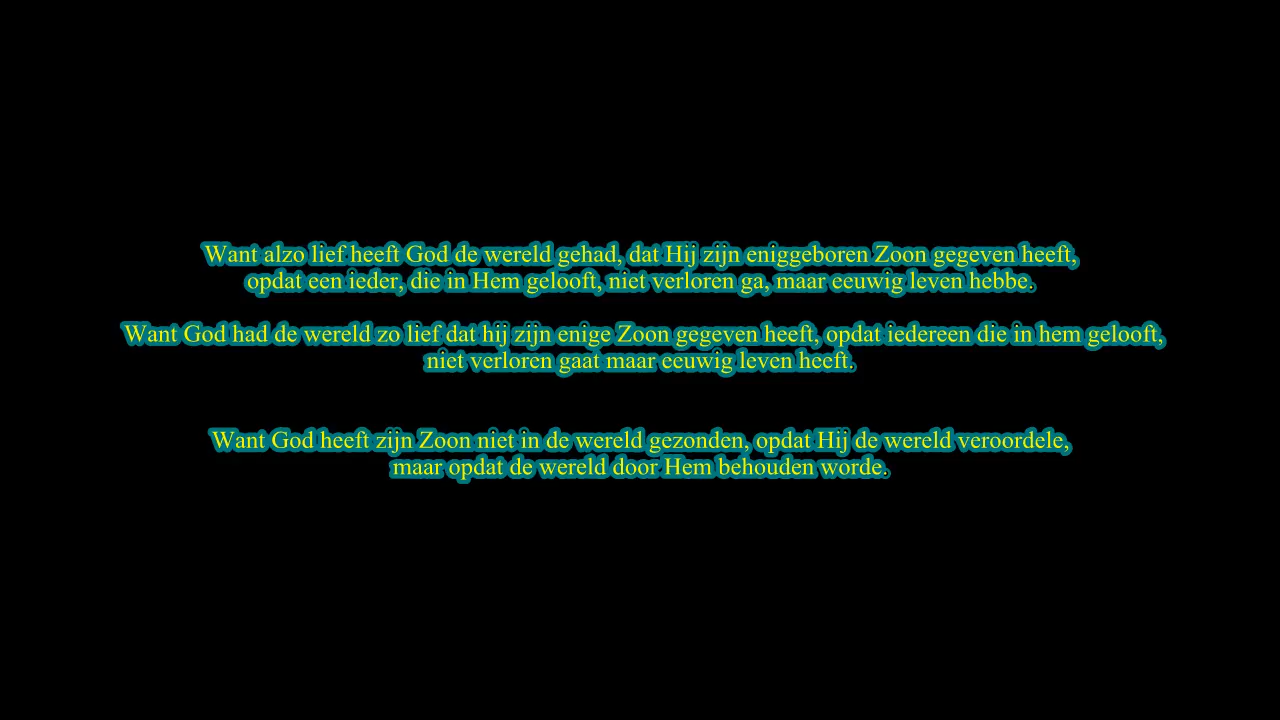 Want alzo lief heeft God de wereld gehad, dat Hij zijn eniggeboren Zoon gegeven heeft,
opdat een ieder, die in Hem gelooft, niet verloren ga, maar eeuwig leven hebbe.
Want God had de wereld zo lief dat hij zijn enige Zoon gegeven heeft, opdat iedereen die in hem gelooft,
niet verloren gaat maar eeuwig leven heeft.
Want God heeft zijn Zoon niet in de wereld gezonden, opdat Hij de wereld veroordele,
maar opdat de wereld door Hem behouden worde.